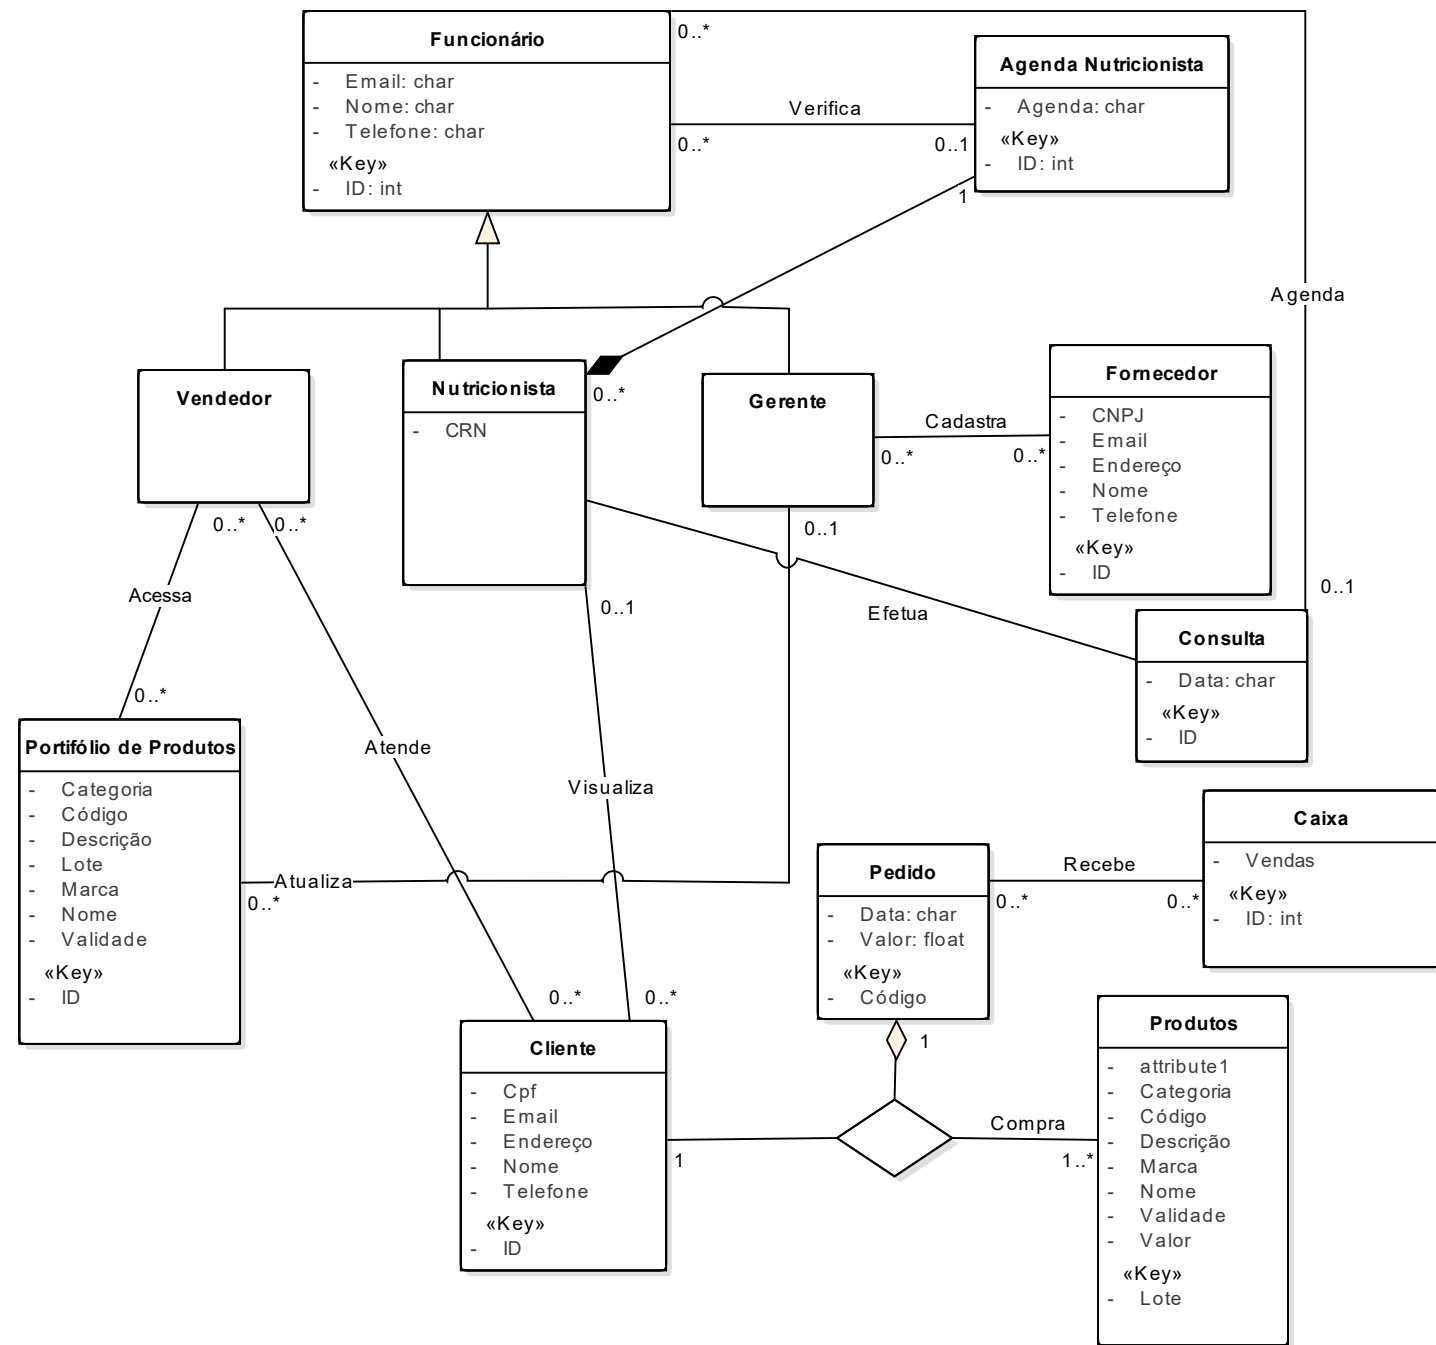 Funcionário
- Email: char
- Nome: char
- Telefone: char
«Key»
- ID: int
0..*
Agenda Nutricionista
- Agenda: char
«Key»
- ID: int
Verifica
0..*
0..1
1
Agenda
Vendedor
Nutricionista
- CRN
0..*
Gerente
Cadastra
0..*
0..*
Fornecedor
- CNPJ
- Email
- Endereço
- Nome
- Telefone
«Key»
- ID
0..*
0..*
0..1
0..1
0..1
Acessa
Efetua
Consulta
- Data: char
«Key»
- ID
0..*
Portifólio de Produtos
- Categoria
- Código
- Descrição
- Lote
- Marca
- Nome
- Validade
«Key»
- ID
Atende
Visualiza
Atualiza
0..*
Pedido
- Data: char
- Valor: float
«Key»
- Código
Recebe
0..*
0..*
Caixa
- Vendas
«Key»
- ID: int
0..*
0..*
Cliente
- Cpf
- Email
- Endereço
- Nome
- Telefone
«Key»
- ID
1
1
Compra
1..*
Produtos
- attribute1
- Categoria
- Código
- Descrição
- Marca
- Nome
- Validade
- Valor
«Key»
- Lote